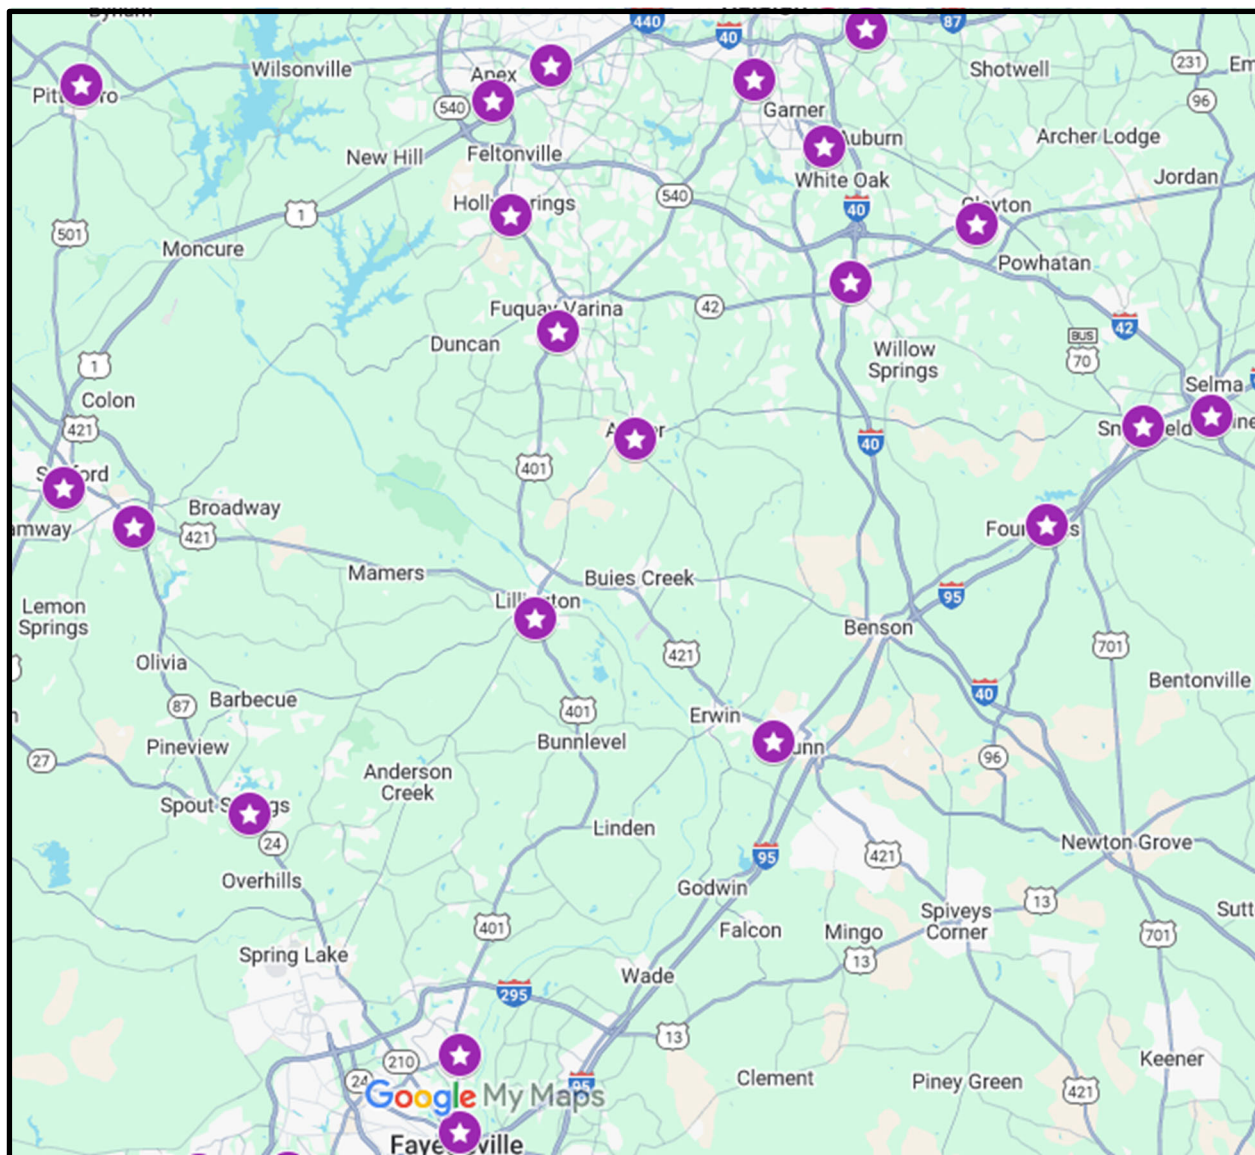 440
87
40
Wilsonville
Apex
Shotwell
231
Em
96
540
Garner
Auburn
Archer Lodge
New Hill
Feltonville
White Oak
Jordan
540
40
1
501
Moncure
Powhatan
42
Fuquay Varina
Duncan
42
BUS
70
Willow
Springs
1
Colon
Selma
421
40
401
Broadway
421
amway
Mamers
Buies Creek
95
Lemon
Springs
Benson
421
701
Olivia
Barbecue
87
40
Bentonville
401
Erwin
Bunnlevel
Pineview
27
96
Anderson
Creek
24
Linden
Newton Grove
95
421
Overhills
Godwin
13
Spiveys
Corner
Sutt
401
Falcon
Mingo
701
Spring Lake
13
Wade
295
13
210
Keener
24
95
Clement
Piney Green
421
Google My Maps